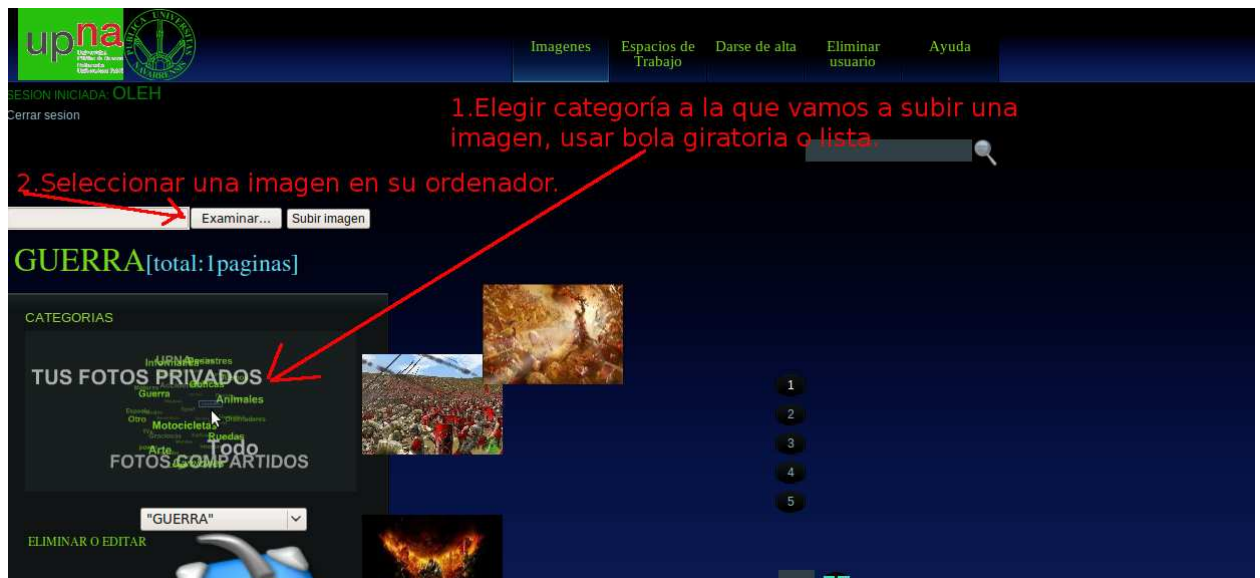 upna
Imagenes
Espacios de
Trabajo
Darse de alta
Eliminar
usuario
Ayuda
SESION INICIADA: OLEH
Cerrar sesion
1.Elegir categoría a la que vamos a subir una
imagen, usar bola giratoria o lista.
2.Seleccionar una imagen en su ordenador.
Examinar...
Subir imagen
GUERRA[total:1paginas]
CATEGORIAS
UPNA
TUS FOTOS PRIVADOS
Guerra
Animales
Otro
Motocicletas
Ruedas
Arte
Todo
FOTOS COMPARTIDOS
1
2
3
4
5
"GUERRA"
ELIMINAR O EDITAR